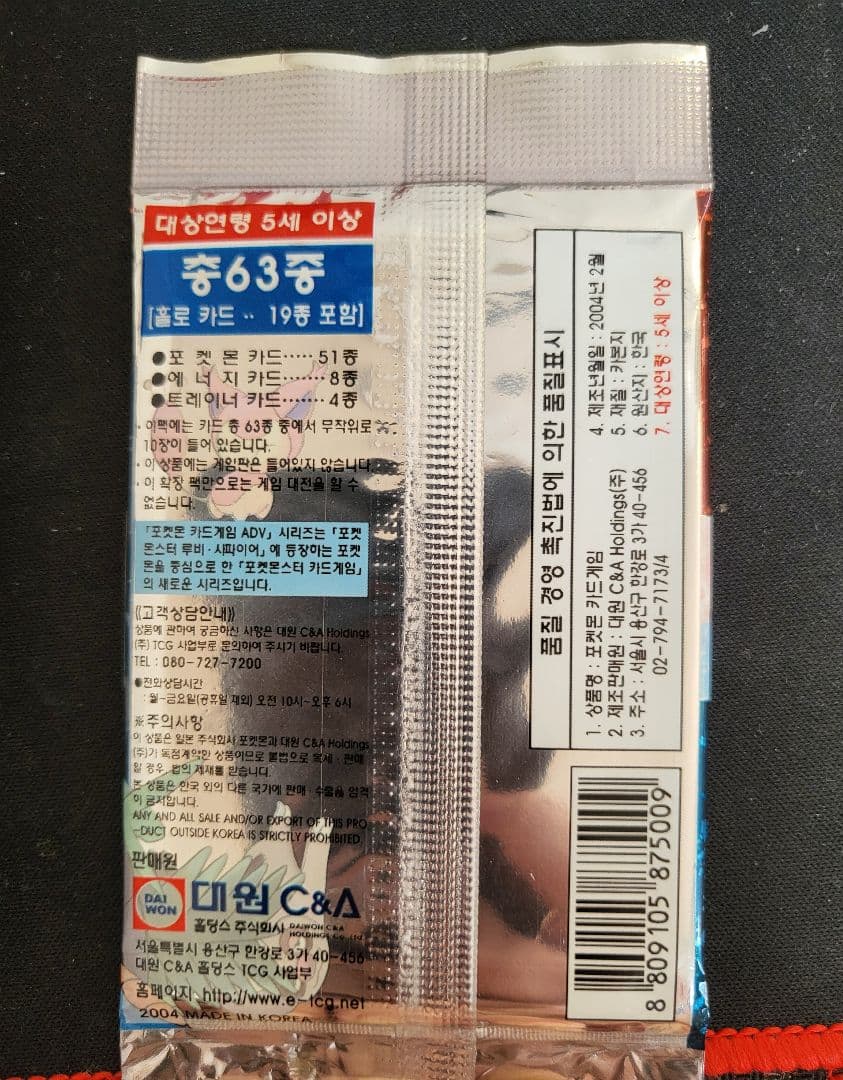 대상연령 5세 이상
총63종
[홀로 카드 ·· 19종 포함]
●포 켓 몬 카드····· 51종
●에 너 지 카드······· 8종
●트레이너 카드······· 4종
· 이팩에는 카드 총 63종 중에서 무작위로
10장이 들어 있습니다.
· 이 상품에는 게임판은 들어있지 않습니다.
· 이 확장 팩만으로는 게임 대전을 할 수
없습니다.
「포켓몬 카드게임 ADV」 시리즈는 「포켓
몬스터 루비·사파이어」에 등장하는 포켓
몬을 중심으로 한 「포켓몬스터 카드게임」
의 새로운 시리즈입니다.
《고객상담안내》
상품에 관하여 궁금하신 사항은 대원 C&A Holdings
(주) TCG 사업부로 문의하여 주시기 바랍니다.
TEL : 080-727-7200
●전화상담시간
: 월~금요일(공휴일 제외) 오전 10시~오후 6시
※주의사항
이 상품은 일본 주식회사 포켓몬과 대원 C&A Holdings
(주)가 독점계약한 상품이므로 불법으로 복제 · 판매
할 경우, 법의 제재를 받습니다.
본 상품은 한국 외의 다른 국가에 판매 · 수출을 엄격
히 금지합니다.
ANY AND ALL SALE AND/OR EXPORT OF THIS PRO
-DUCT OUTSIDE KOREA IS STRICTLY PROHIBITED.
판매원
DAI
WON
대원 C&A
홀딩스 주식회사 DAIWON C&A
HOLDINGS Co.,Ltd
서울특별시 용산구 한강로 3가 40-456
대원 C&A 홀딩스 TCG 사업부
홈페이지 http://www.e-tcg.net
2004 MADE IN KOREA
품질 경영 촉진법에 의한 품질표시
1. 상품명 : 포켓몬 카드게임
2. 제조판매원 : 대원 C&A Holdings(주)
3. 주소 : 서울시 용산구 한강로 3가 40-456
02-794-7173/4
4. 제조년월일 : 2004년 2월
5. 재질 : 카본지
6. 원산지 : 한국
7. 대상연령 : 5세 이상
8 809105 875009